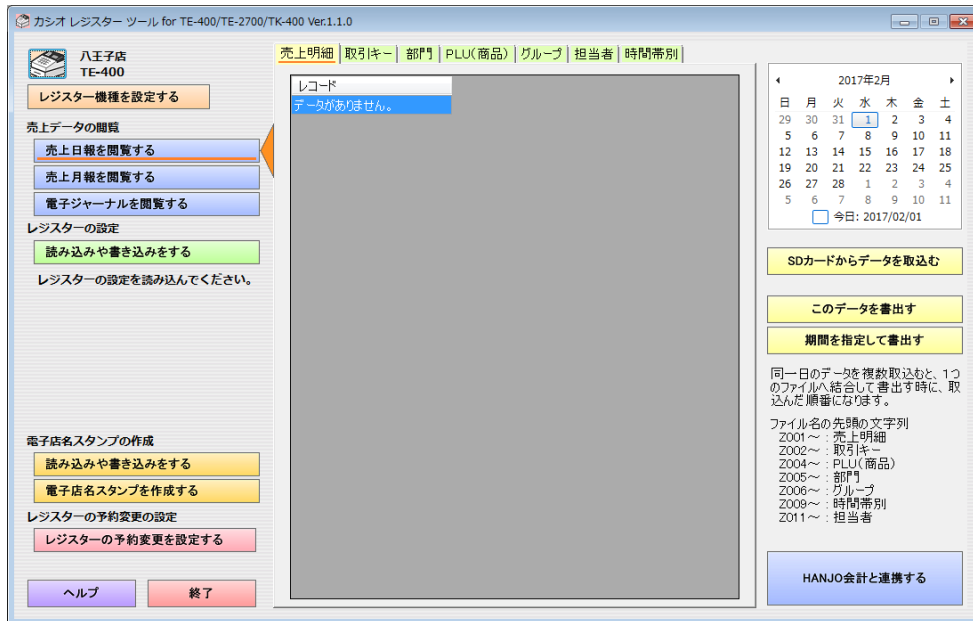 カシオ レジスター ツール for TE-400/TE-2700/TK-400 Ver.1.1.0
八王子店
TE-400
レジスター機種を設定する
売上データの閲覧
売上日報を閲覧する
売上月報を閲覧する
電子ジャーナルを閲覧する
レジスターの設定
読み込みや書き込みをする
レジスターの設定を読み込んでください。
電子店名スタンプの作成
読み込みや書き込みをする
電子店名スタンプを作成する
レジスターの予約変更の設定
レジスターの予約変更を設定する
ヘルプ 終了
売上明細 取引キー 部門 PLU(商品) グループ 担当者 時間帯別
レコード
データがありません。
2017年2月
日 月 火 水 木 金 土
29 30 31 1 2 3 4
5 6 7 8 9 10 11
12 13 14 15 16 17 18
19 20 21 22 23 24 25
26 27 28 1 2 3 4
5 6 7 8 9 10 11
今日: 2017/02/01
SDカードからデータを取込む
このデータを書出す
期間を指定して書出す
同一日のデータを複数取込むと、1つ
のファイルへ結合して書出す時に、取
込んだ順番になります。
ファイル名の先頭の文字列
Z001～ : 売上明細
Z002～ : 取引キー
Z004～ : PLU(商品)
Z005～ : 部門
Z006～ : グループ
Z009～ : 時間帯別
Z011～ : 担当者
HANJO会計と連携する